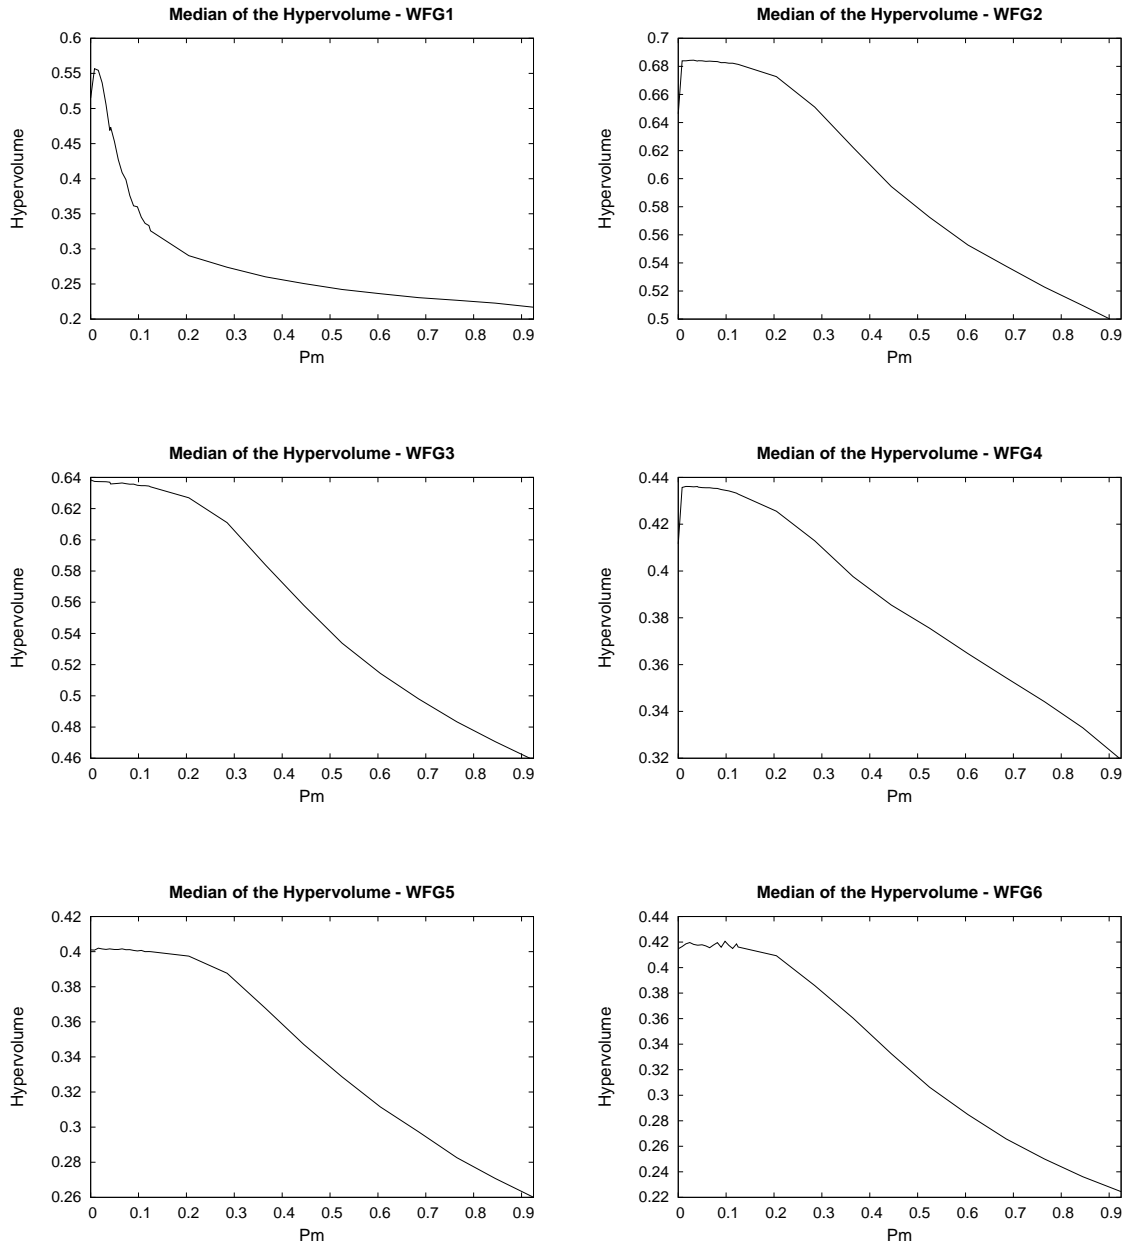 Median of the Hypervolume - WFG1
0.6
0.55
0.5
0.45
0.4
0.35
0.3
0.25
0.2
Hypervolume
0 0.1 0.2 0.3 0.4 0.5 0.6 0.7 0.8 0.9
Pm
Median of the Hypervolume - WFG2
0.7
0.68
0.66
0.64
0.62
0.6
0.58
0.56
0.54
0.52
0.5
Hypervolume
0 0.1 0.2 0.3 0.4 0.5 0.6 0.7 0.8 0.9
Pm
Median of the Hypervolume - WFG3
0.64
0.62
0.6
0.58
0.56
0.54
0.52
0.5
0.48
0.46
Hypervolume
0 0.1 0.2 0.3 0.4 0.5 0.6 0.7 0.8 0.9
Pm
Median of the Hypervolume - WFG4
0.44
0.42
0.4
0.38
0.36
0.34
0.32
Hypervolume
0 0.1 0.2 0.3 0.4 0.5 0.6 0.7 0.8 0.9
Pm
Median of the Hypervolume - WFG5
0.42
0.4
0.38
0.36
0.34
0.32
0.3
0.28
0.26
Hypervolume
0 0.1 0.2 0.3 0.4 0.5 0.6 0.7 0.8 0.9
Pm
Median of the Hypervolume - WFG6
0.44
0.42
0.4
0.38
0.36
0.34
0.32
0.3
0.28
0.26
0.24
0.22
Hypervolume
0 0.1 0.2 0.3 0.4 0.5 0.6 0.7 0.8 0.9
Pm